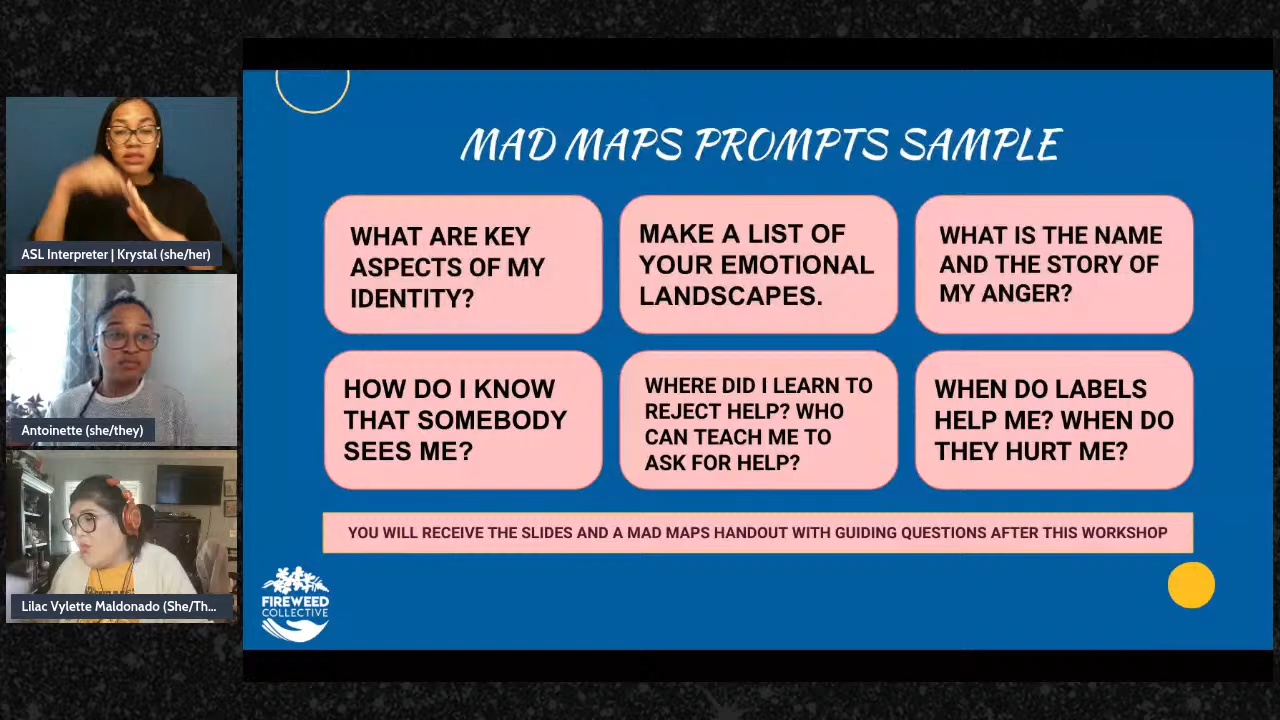 ASL Interpreter | Krystal (she/her)
Antoinette (she/they)
Lilac Vylette Maldonado (She/Th...
MAD MAPS PROMPTS SAMPLE
WHAT ARE KEY
ASPECTS OF MY
IDENTITY?
MAKE A LIST OF
YOUR EMOTIONAL
LANDSCAPES.
WHAT IS THE NAME
AND THE STORY OF
MY ANGER?
HOW DO I KNOW
THAT SOMEBODY
SEES ME?
WHERE DID I LEARN TO
REJECT HELP? WHO
CAN TEACH ME TO
ASK FOR HELP?
WHEN DO LABELS
HELP ME? WHEN DO
THEY HURT ME?
YOU WILL RECEIVE THE SLIDES AND A MAD MAPS HANDOUT WITH GUIDING QUESTIONS AFTER THIS WORKSHOP
FIREWEED
COLLECTIVE